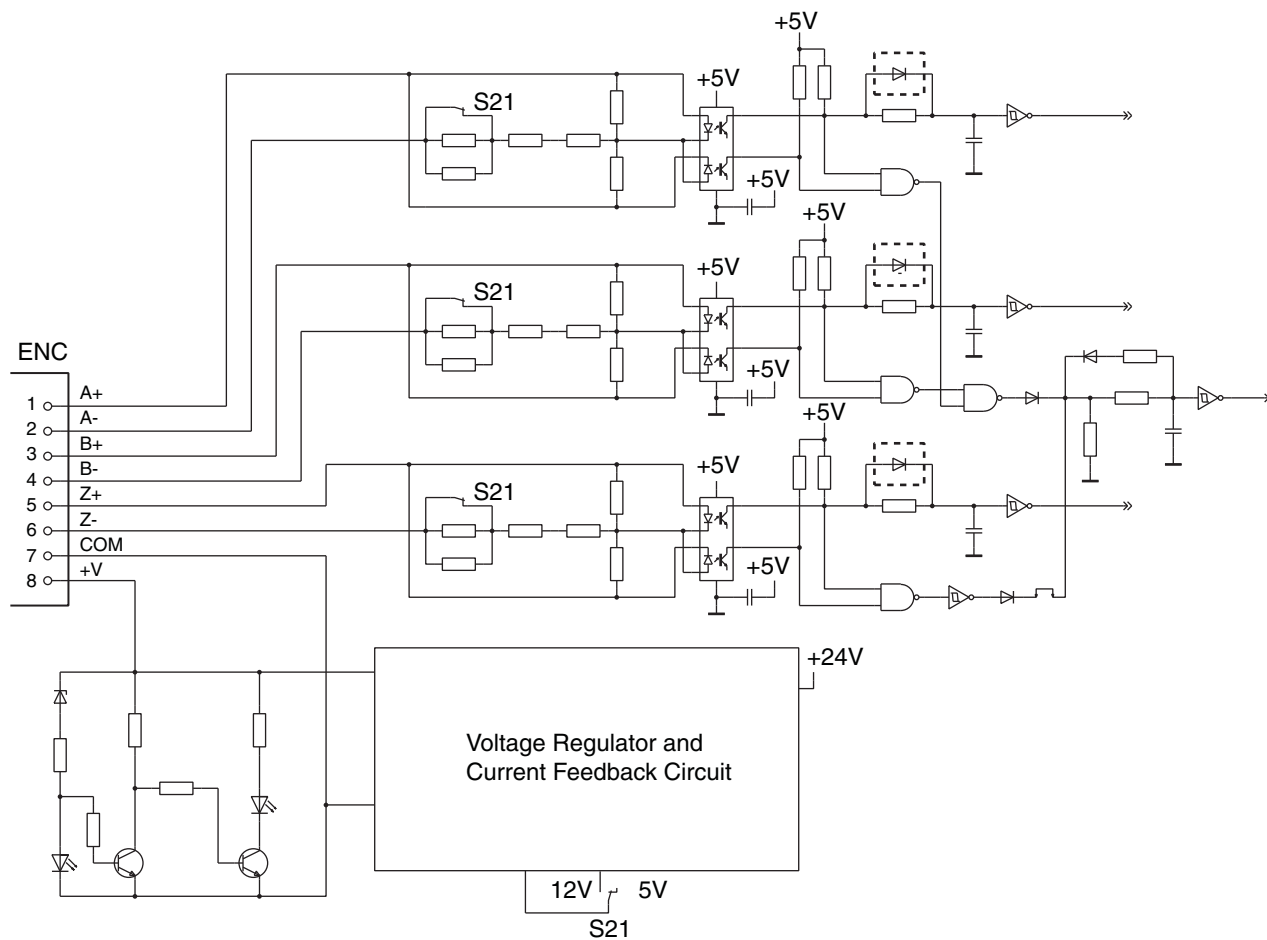 +5V
+5V
S21
+5V
+5V
+5V
S21
+5V
ENC
1 A+
2 A-
3 B+
4 B-
5 Z+
6 Z-
7 COM
8 +V
+5V
+5V
S21
+5V
+24V
Voltage Regulator and
Current Feedback Circuit
12V 5V
S21